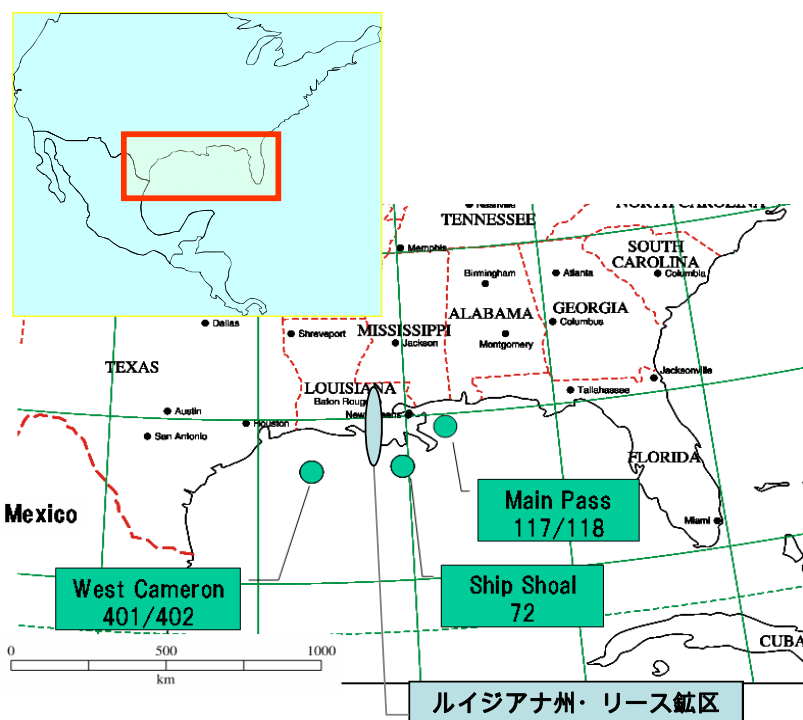 Nashville
NORTH CAROLINA
TENNESSEE
Memphis
SOUTH
CAROLINA
Birmingham
Atlanta
Columbia
ALABAMA
GEORGIA
Dallas
Shreveport
MISSISSIPPI
Jackson
Columbus
Montgomery
TEXAS
Jacksonville
LOUISIANA
Tallahassee
Baton Roug
Austin
New
eans
Houston
San Antonio
FLORIDA
Mexico
Main Pass
117/118
Miami
West Cameron
401/402
Ship Shoal
72
CUBA
0
500
1000
km
ルイジアナ州・リース鉱区